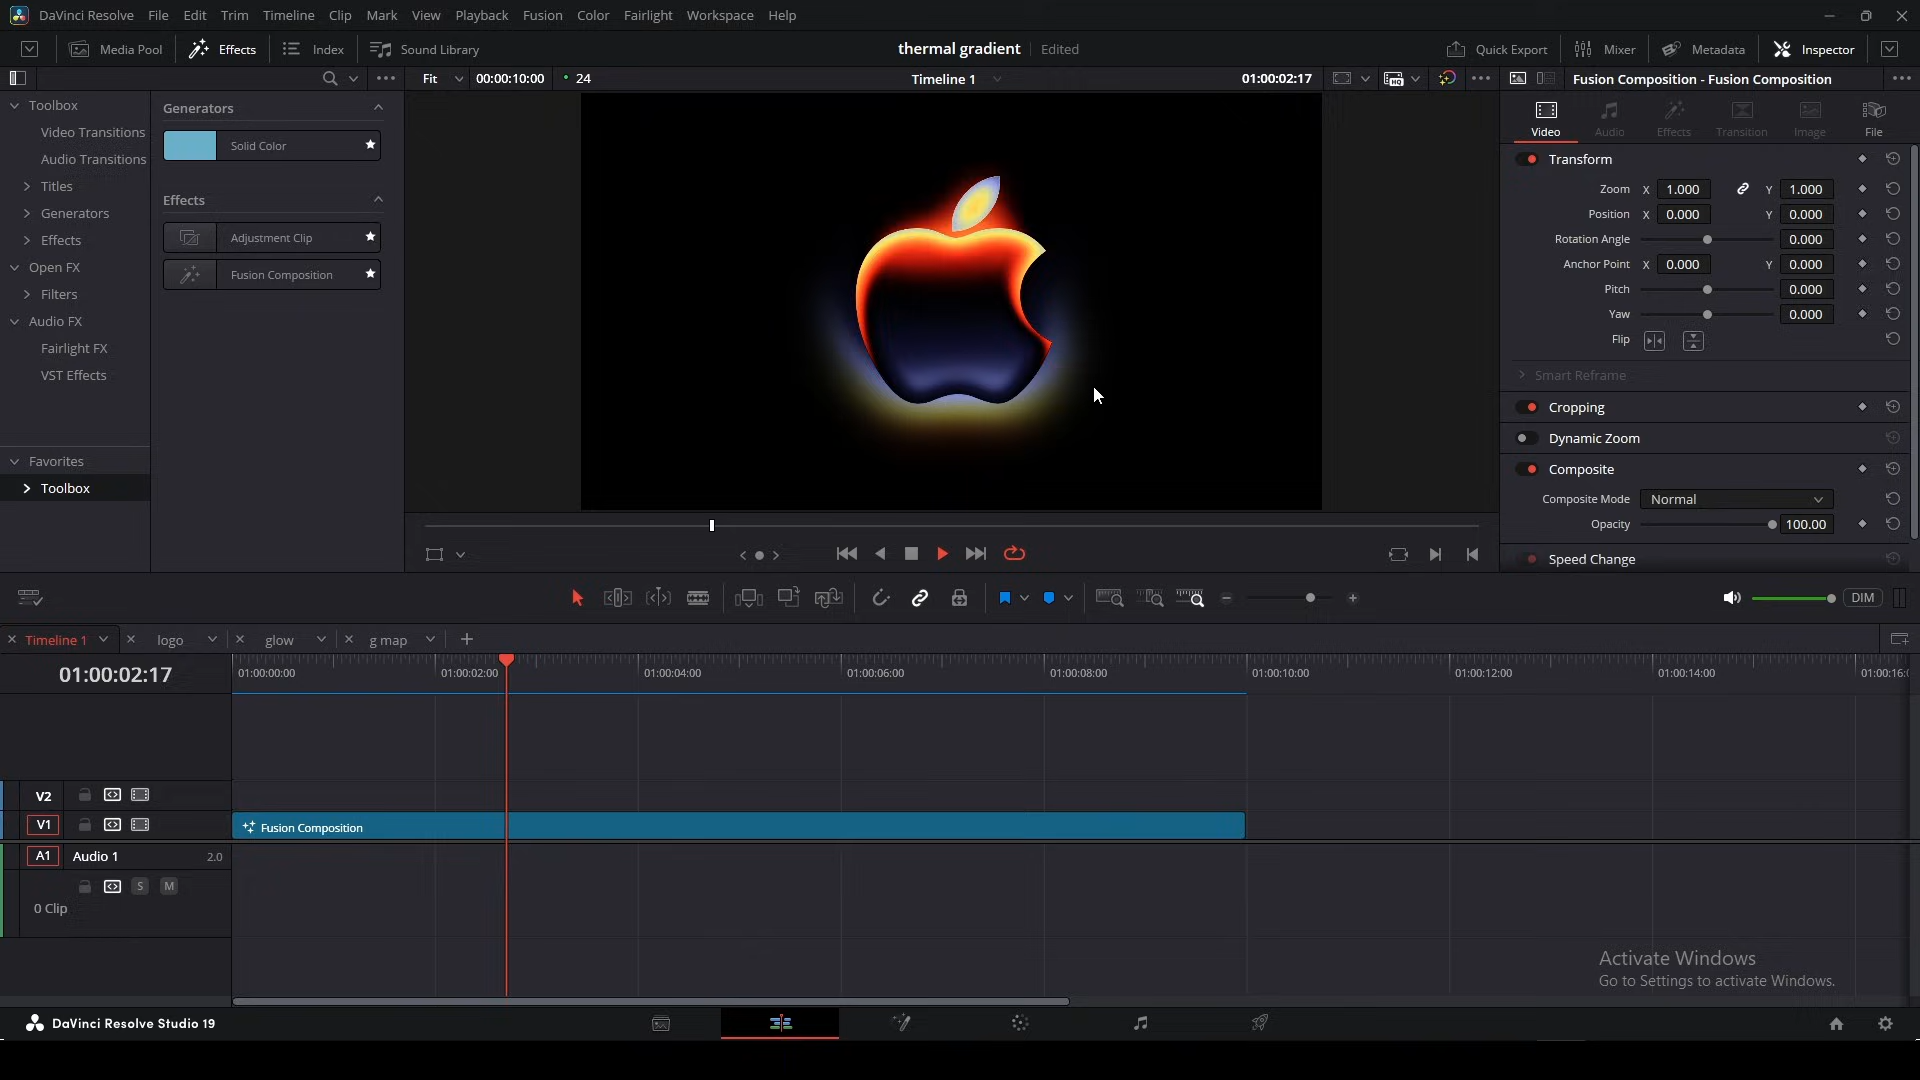 DaVinci Resolve File Edit Trim Timeline Clip Mark View Playback Fusion Color Fairlight Workspace Help
Media Pool Effects Index Sound Library thermal gradient Edited Quick Export Mixer Metadata Inspector
Fit 00:00:10:00 24 Timeline 1 01:00:02:17 Fusion Composition - Fusion Composition
Toolbox
Video Transitions
Audio Transitions
Titles
Generators
Effects
Open FX
Filters
Audio FX
Fairlight FX
VST Effects
Favorites
Toolbox
Generators
Solid Color
Effects
Adjustment Clip
Fusion Composition
Video Audio Effects Transition Image File
Transform
Zoom X 1.000 Y 1.000
Position X 0.000 Y 0.000
Rotation Angle 0.000
Anchor Point X 0.000 Y 0.000
Pitch 0.000
Yaw 0.000
Flip
Smart Reframe
Cropping
Dynamic Zoom
Composite
Composite Mode Normal
Opacity 100.00
Speed Change
DIM
Timeline 1 logo glow g map
01:00:02:17
01:00:00:00 01:00:02:00 01:00:04:00 01:00:06:00 01:00:08:00 01:00:10:00 01:00:12:00 01:00:14:00 01:00:16:
V2
V1 Fusion Composition
A1 Audio 1 2.0
S M
0 Clip
Activate Windows
Go to Settings to activate Windows.
DaVinci Resolve Studio 19